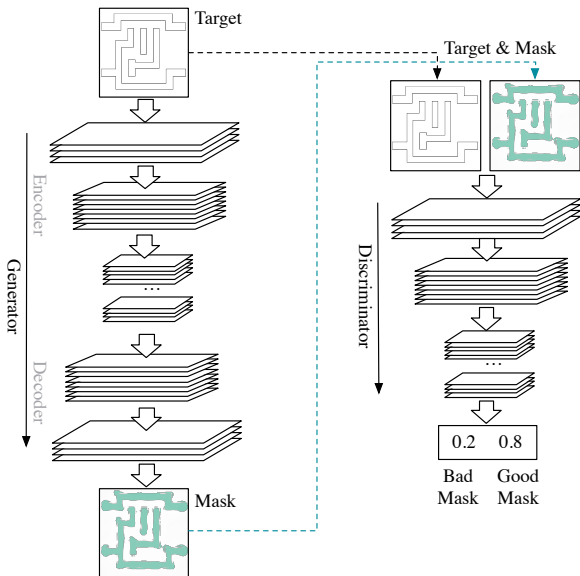 Target
Target & Mask
Encoder
Generator
...
Decoder
Mask
Discriminator
...
0.2 0.8
Bad Good
Mask Mask